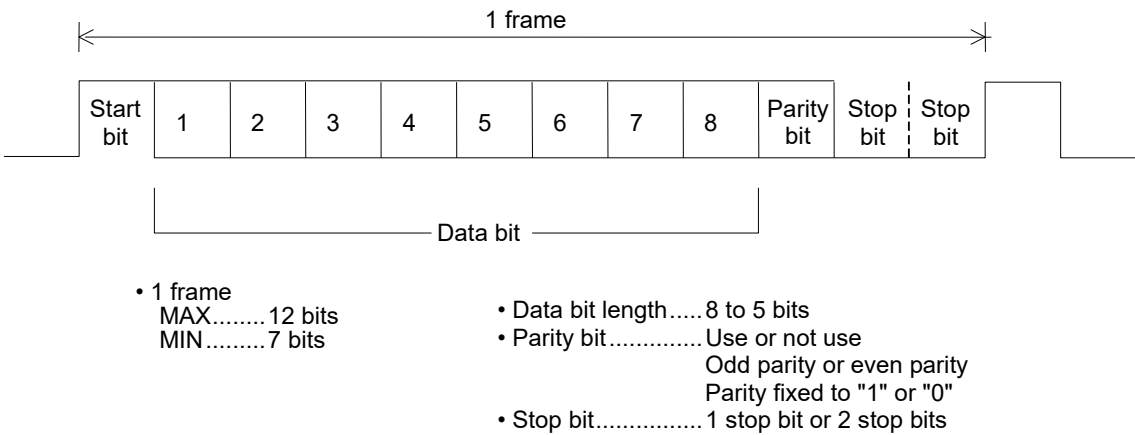 1 frame
Start bit
1 2 3 4 5 6 7 8
Parity bit
Stop bit
Stop bit
Data bit
• 1 frame
MAX........12 bits
MIN.........7 bits
• Data bit length.....8 to 5 bits
• Parity bit..............Use or not use
Odd parity or even parity
Parity fixed to "1" or "0"
• Stop bit................1 stop bit or 2 stop bits